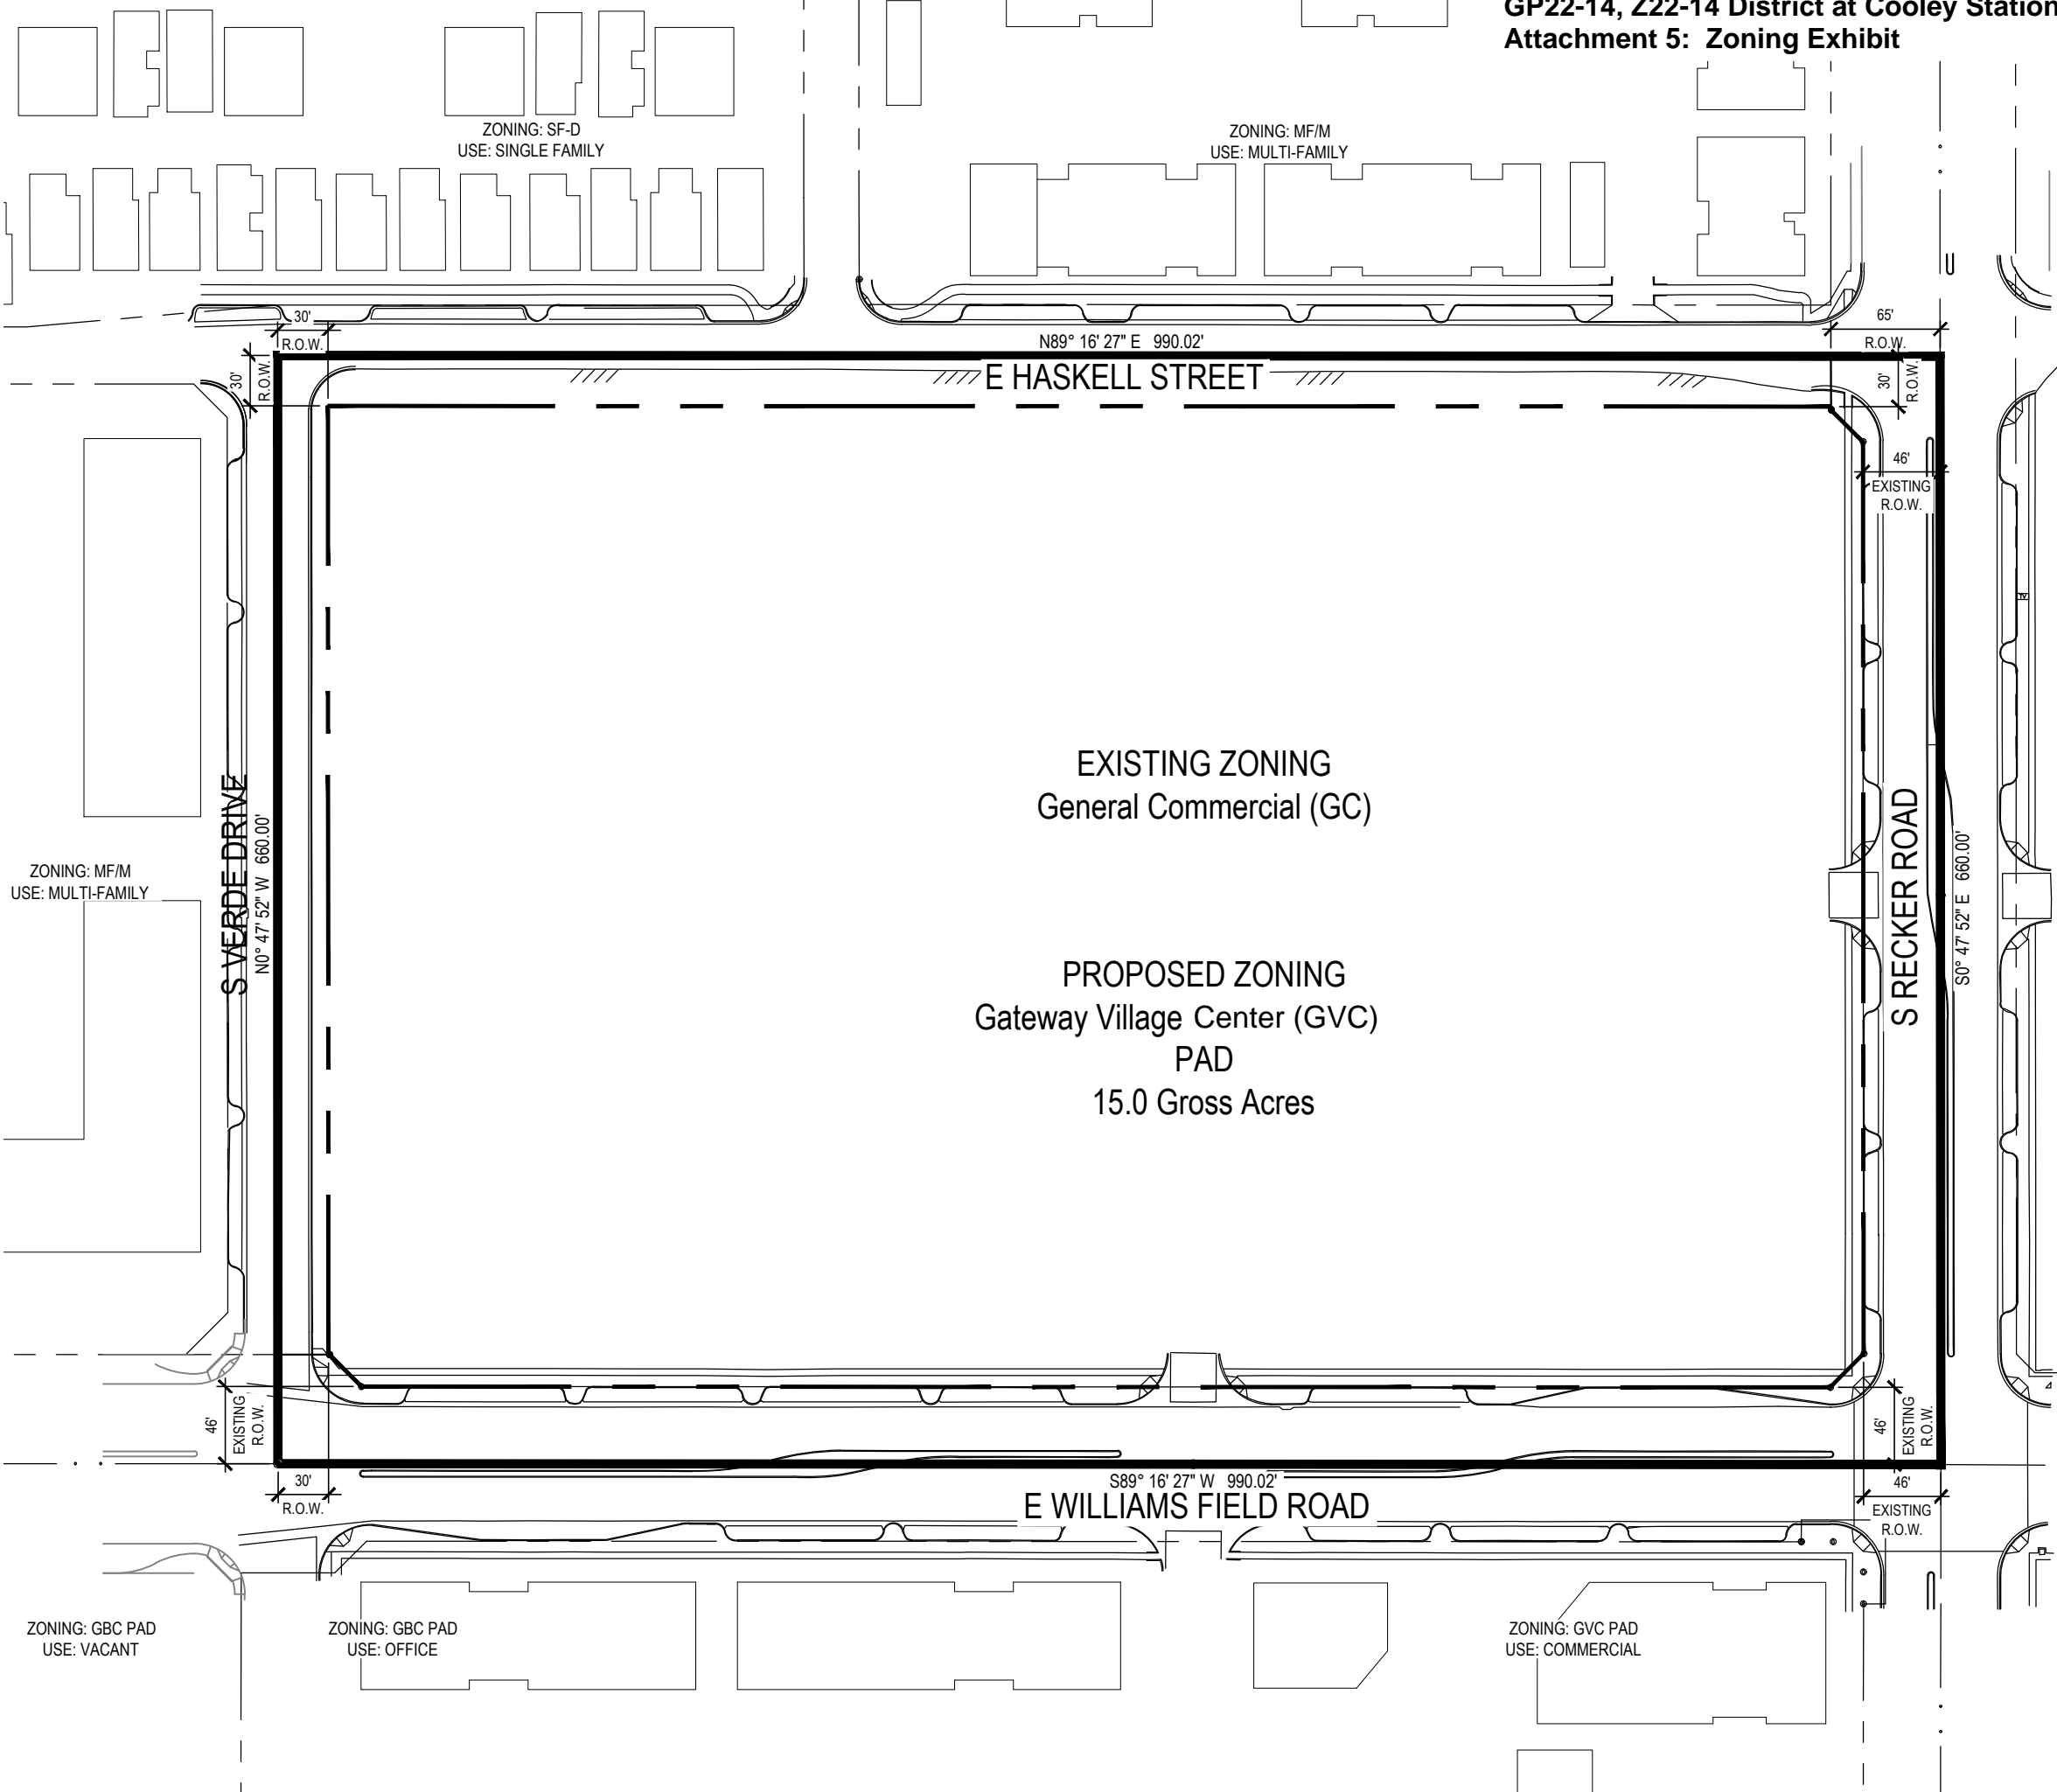 GP22-14, Z22-14 District at Cooley Station
Attachment 5: Zoning Exhibit
ZONING: SF-D
USE: SINGLE FAMILY
ZONING: MF/M
USE: MULTI-FAMILY
30'
R.O.W.
30'
R.O.W.
N89° 16' 27" E 990.02'
E HASKELL STREET
65'
R.O.W.
30'
R.O.W.
46'
EXISTING
R.O.W.
EXISTING ZONING
General Commercial (GC)
PROPOSED ZONING
Gateway Village Center (GVC)
PAD
15.0 Gross Acres
ZONING: MF/M
USE: MULTI-FAMILY
S VERDE DRIVE
N0° 47' 52" W 660.00'
S RECKER ROAD
S0° 47' 52" E 660.00'
46'
EXISTING
R.O.W.
30'
R.O.W.
S89° 16' 27" W 990.02'
E WILLIAMS FIELD ROAD
46'
EXISTING
R.O.W.
46'
EXISTING
R.O.W.
ZONING: GBC PAD
USE: VACANT
ZONING: GBC PAD
USE: OFFICE
ZONING: GVC PAD
USE: COMMERCIAL